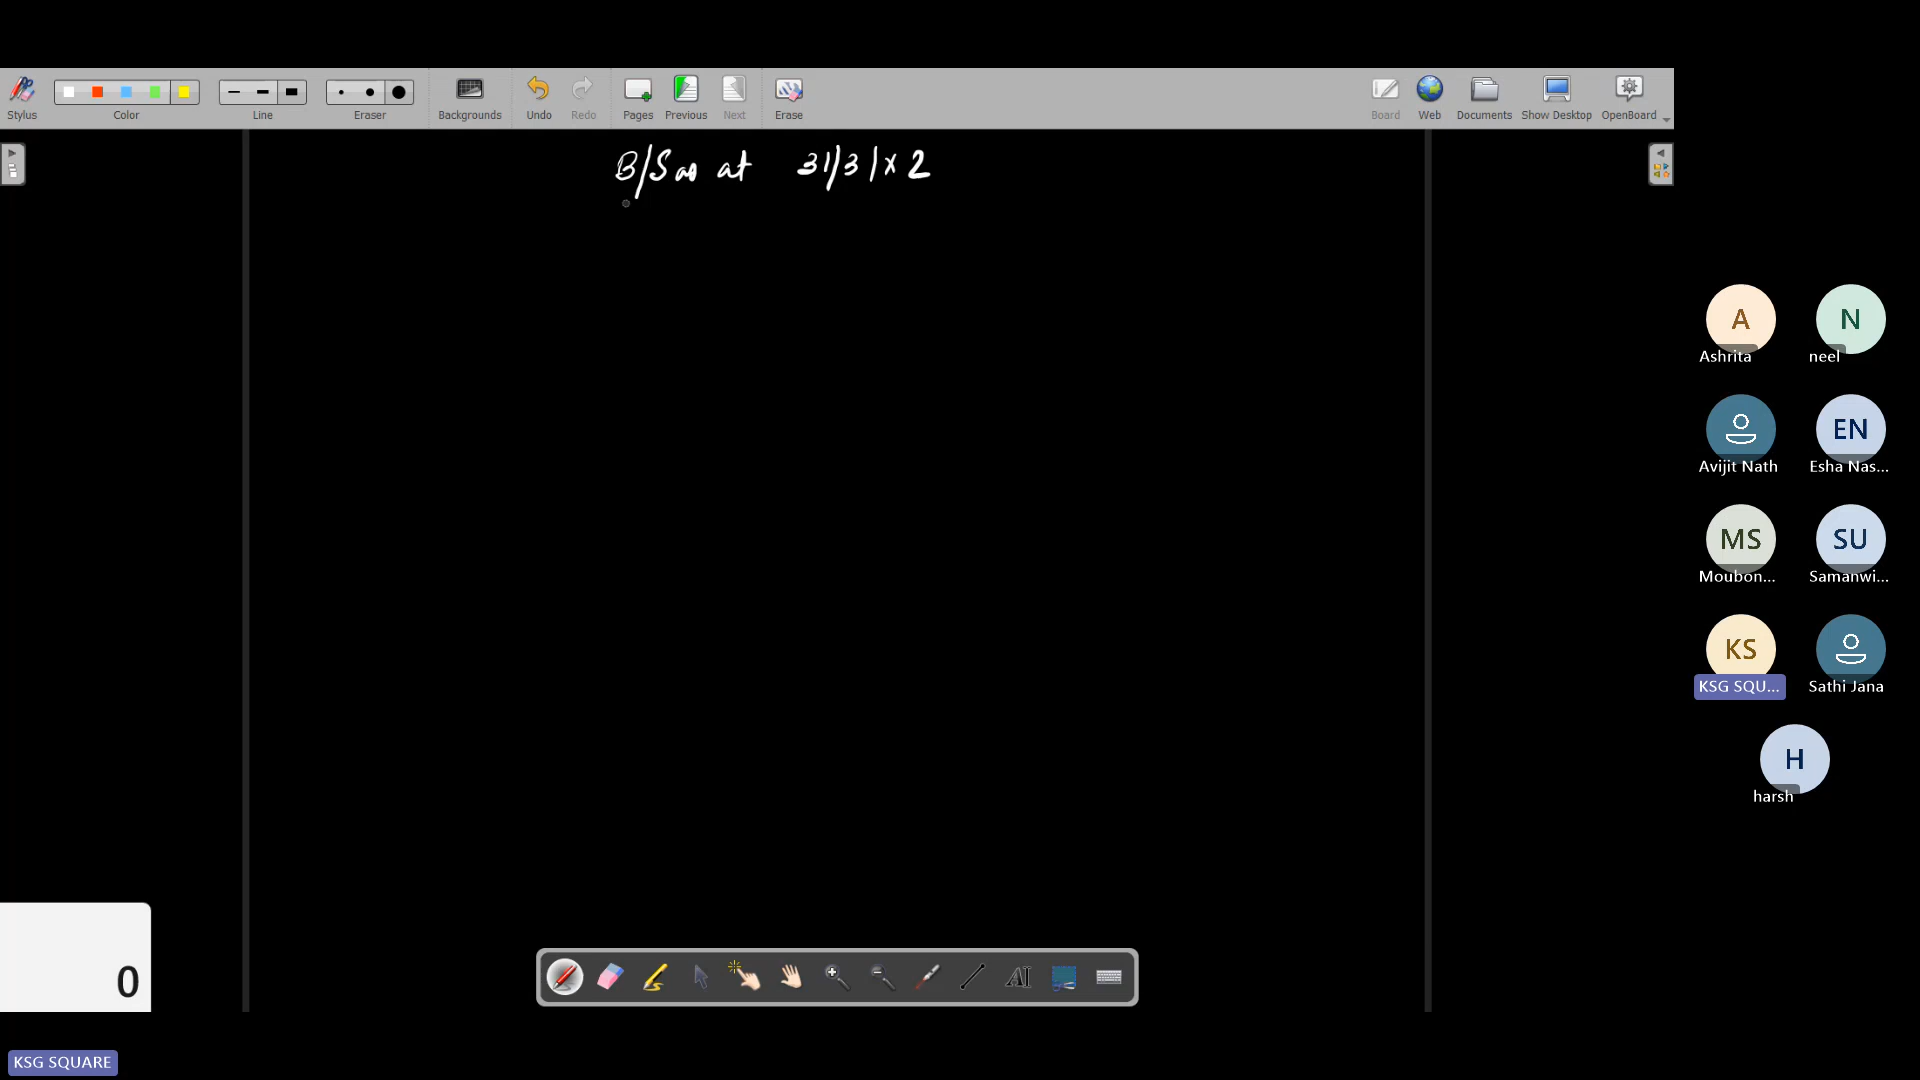 Stylus Color Line Eraser Backgrounds Undo Redo Pages Previous Next Erase Board Web Documents Show Desktop OpenBoard
B/S as at 31/3/x2
A N
Ashrita neel
EN
Avijit Nath Esha Nas...
MS SU
Moubon... Samanwi...
KS
KSG SQU... Sathi Jana
H
harsh
0
AI
KSG SQUARE